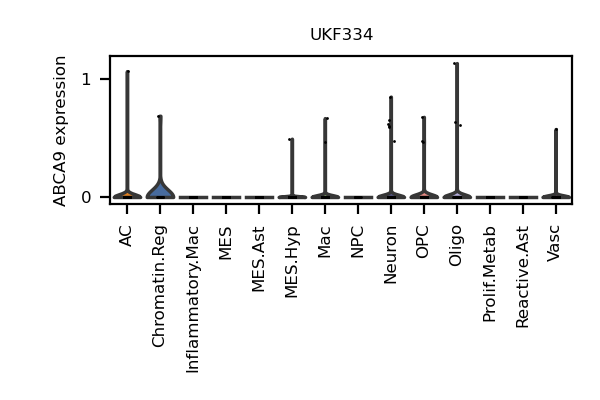 UKF334
ABCA9 expression
1
0
AC
Chromatin.Reg
Inflammatory.Mac
MES
MES.Ast
MES.Hyp
Mac
NPC
Neuron
OPC
Oligo
Prolif.Metab
Reactive.Ast
Vasc